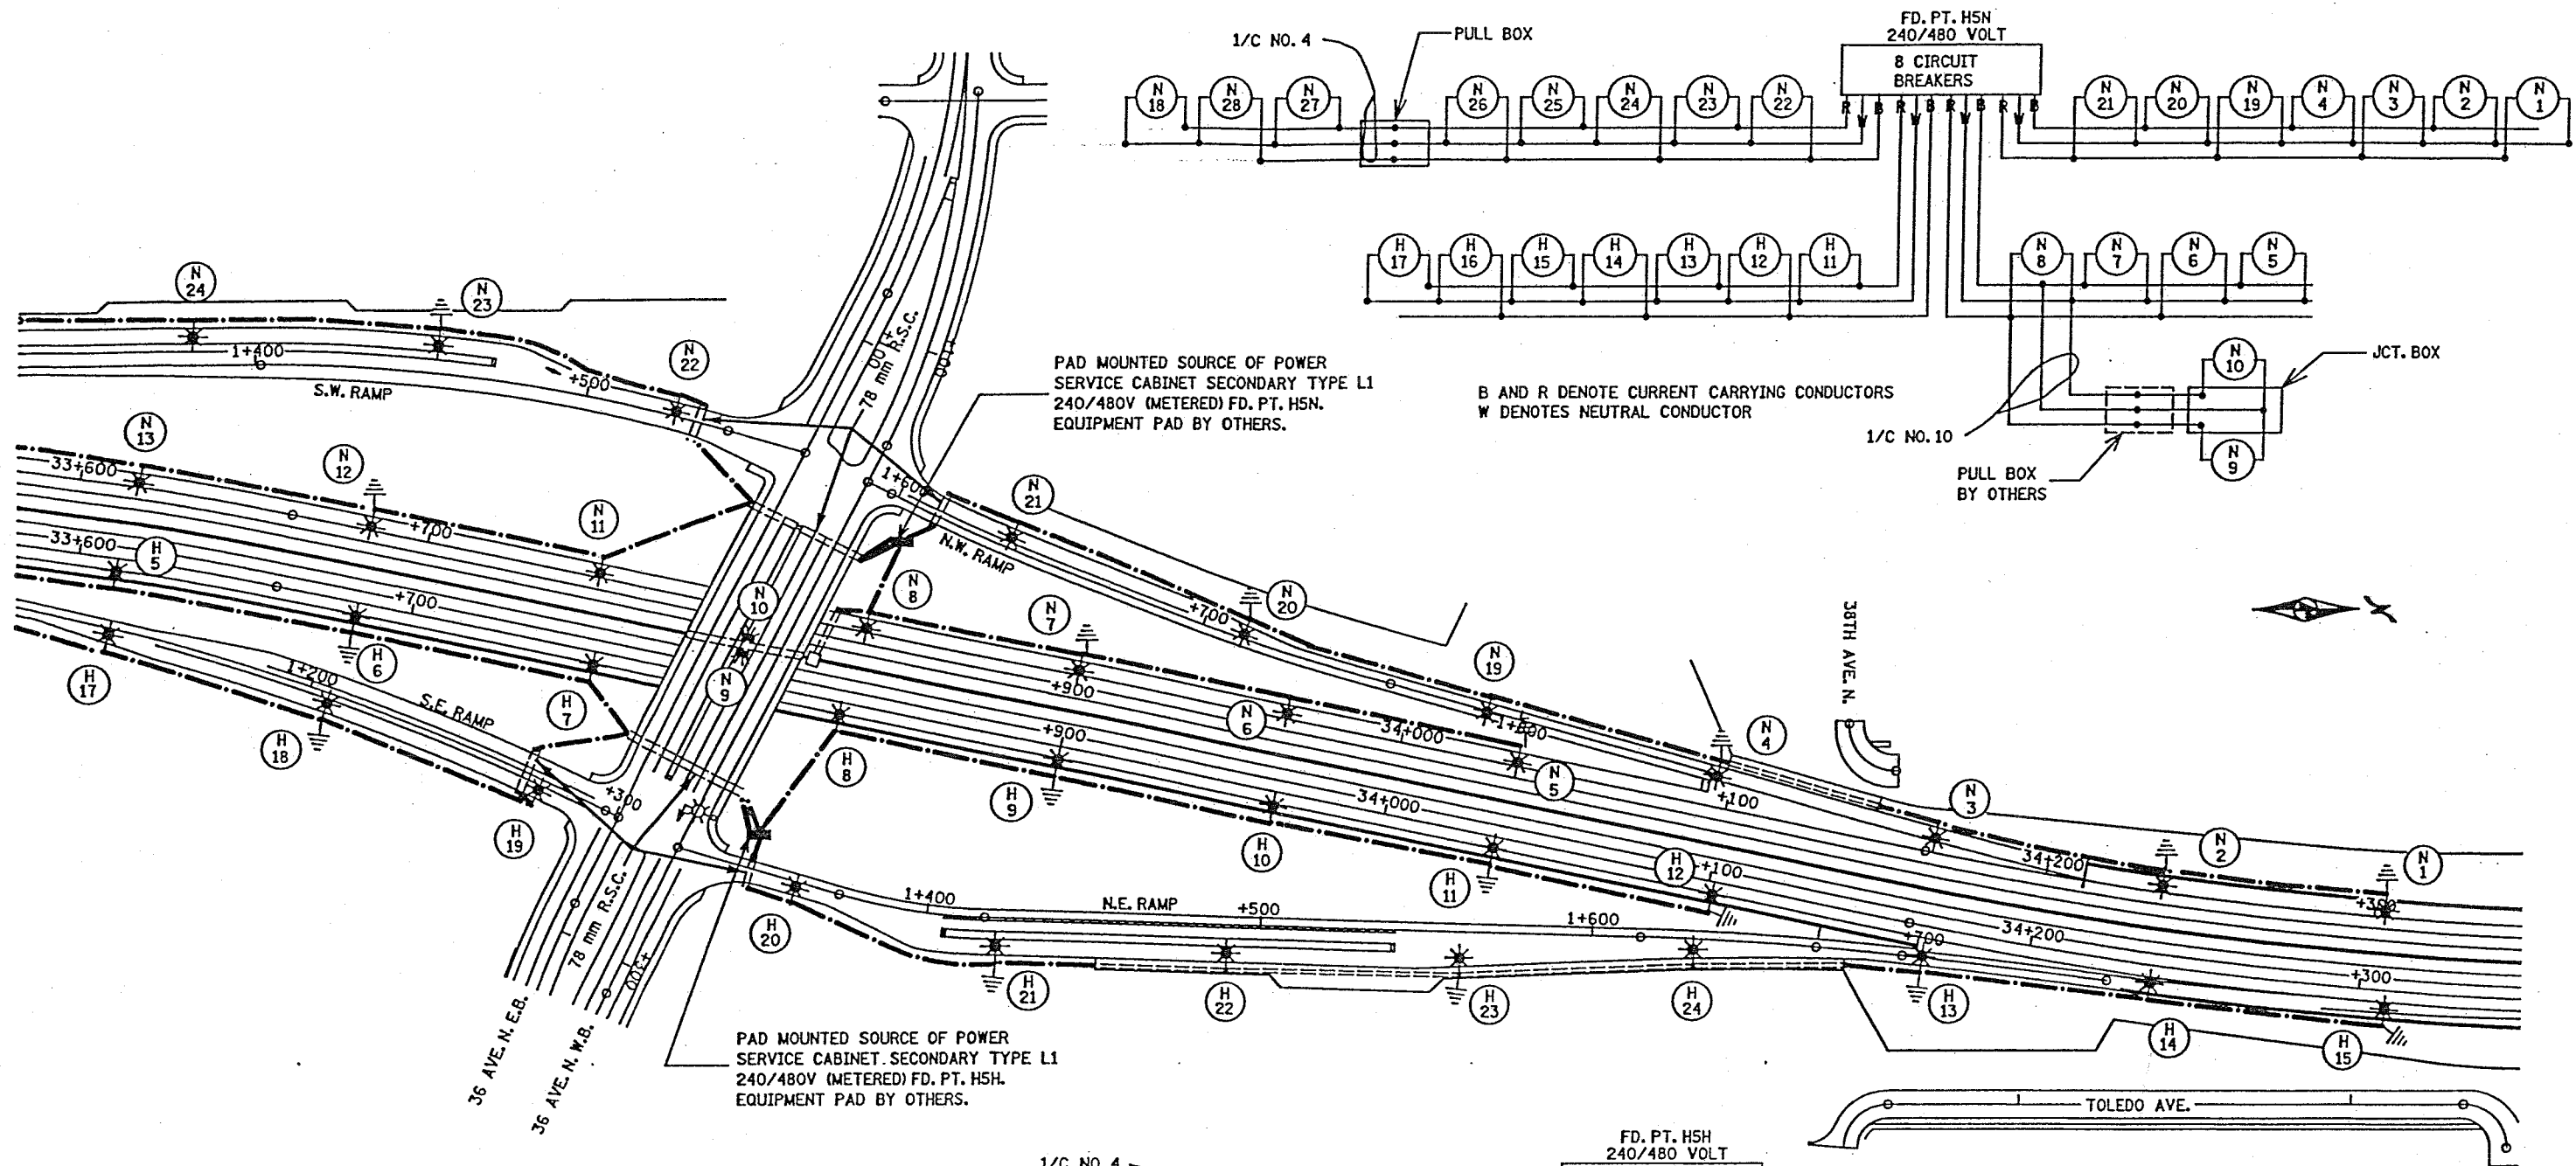 FD. PT. H5N
240/480 VOLT
8 CIRCUIT
BREAKERS
1/C NO. 4
PULL BOX
N 18
N 28
N 27
N 26
N 25
N 24
N 23
N 22
R W B R W B R W B R W B
N 21
N 20
N 19
N 4
N 3
N 2
N 1
H 17
H 16
H 15
H 14
H 13
H 12
H 11
N 8
N 7
N 6
N 5
N 10
JCT. BOX
N 9
1/C NO. 10
PULL BOX
BY OTHERS
B AND R DENOTE CURRENT CARRYING CONDUCTORS
W DENOTES NEUTRAL CONDUCTOR
PAD MOUNTED SOURCE OF POWER
SERVICE CABINET SECONDARY TYPE L1
240/480V (METERED) FD. PT. H5N.
EQUIPMENT PAD BY OTHERS.
N 24
N 23
N 22
1+400
+500
S.W. RAMP
78 mm R.S.C.
+100
+00
N 13
N 12
N 11
33+600
+700
33+600
H 5
+700
1+600
N 21
N.W. RAMP
N 8
N 10
N 9
N 7
+700
N 20
N 19
38TH AVE. N.
H 17
H 6
1+200
S.E. RAMP
H 7
H 18
H 19
+300
+900
N 6
34+000
1+800
N 4
N 5
+100
N 3
+900
H 8
H 9
34+000
H 10
H 11
H 12
+100
34+200
N 2
N 1
+300
78 mm R.S.C.
+300
H 20
1+400
N.E. RAMP
+500
1+600
+700
34+200
+300
H 21
H 22
H 23
H 24
H 13
H 14
H 15
36 AVE. N. E.B.
36 AVE. N. W.B.
PAD MOUNTED SOURCE OF POWER
SERVICE CABINET SECONDARY TYPE L1
240/480V (METERED) FD. PT. H5H.
EQUIPMENT PAD BY OTHERS.
TOLEDO AVE.
FD. PT. H5H
240/480 VOLT
1/C NO. 4